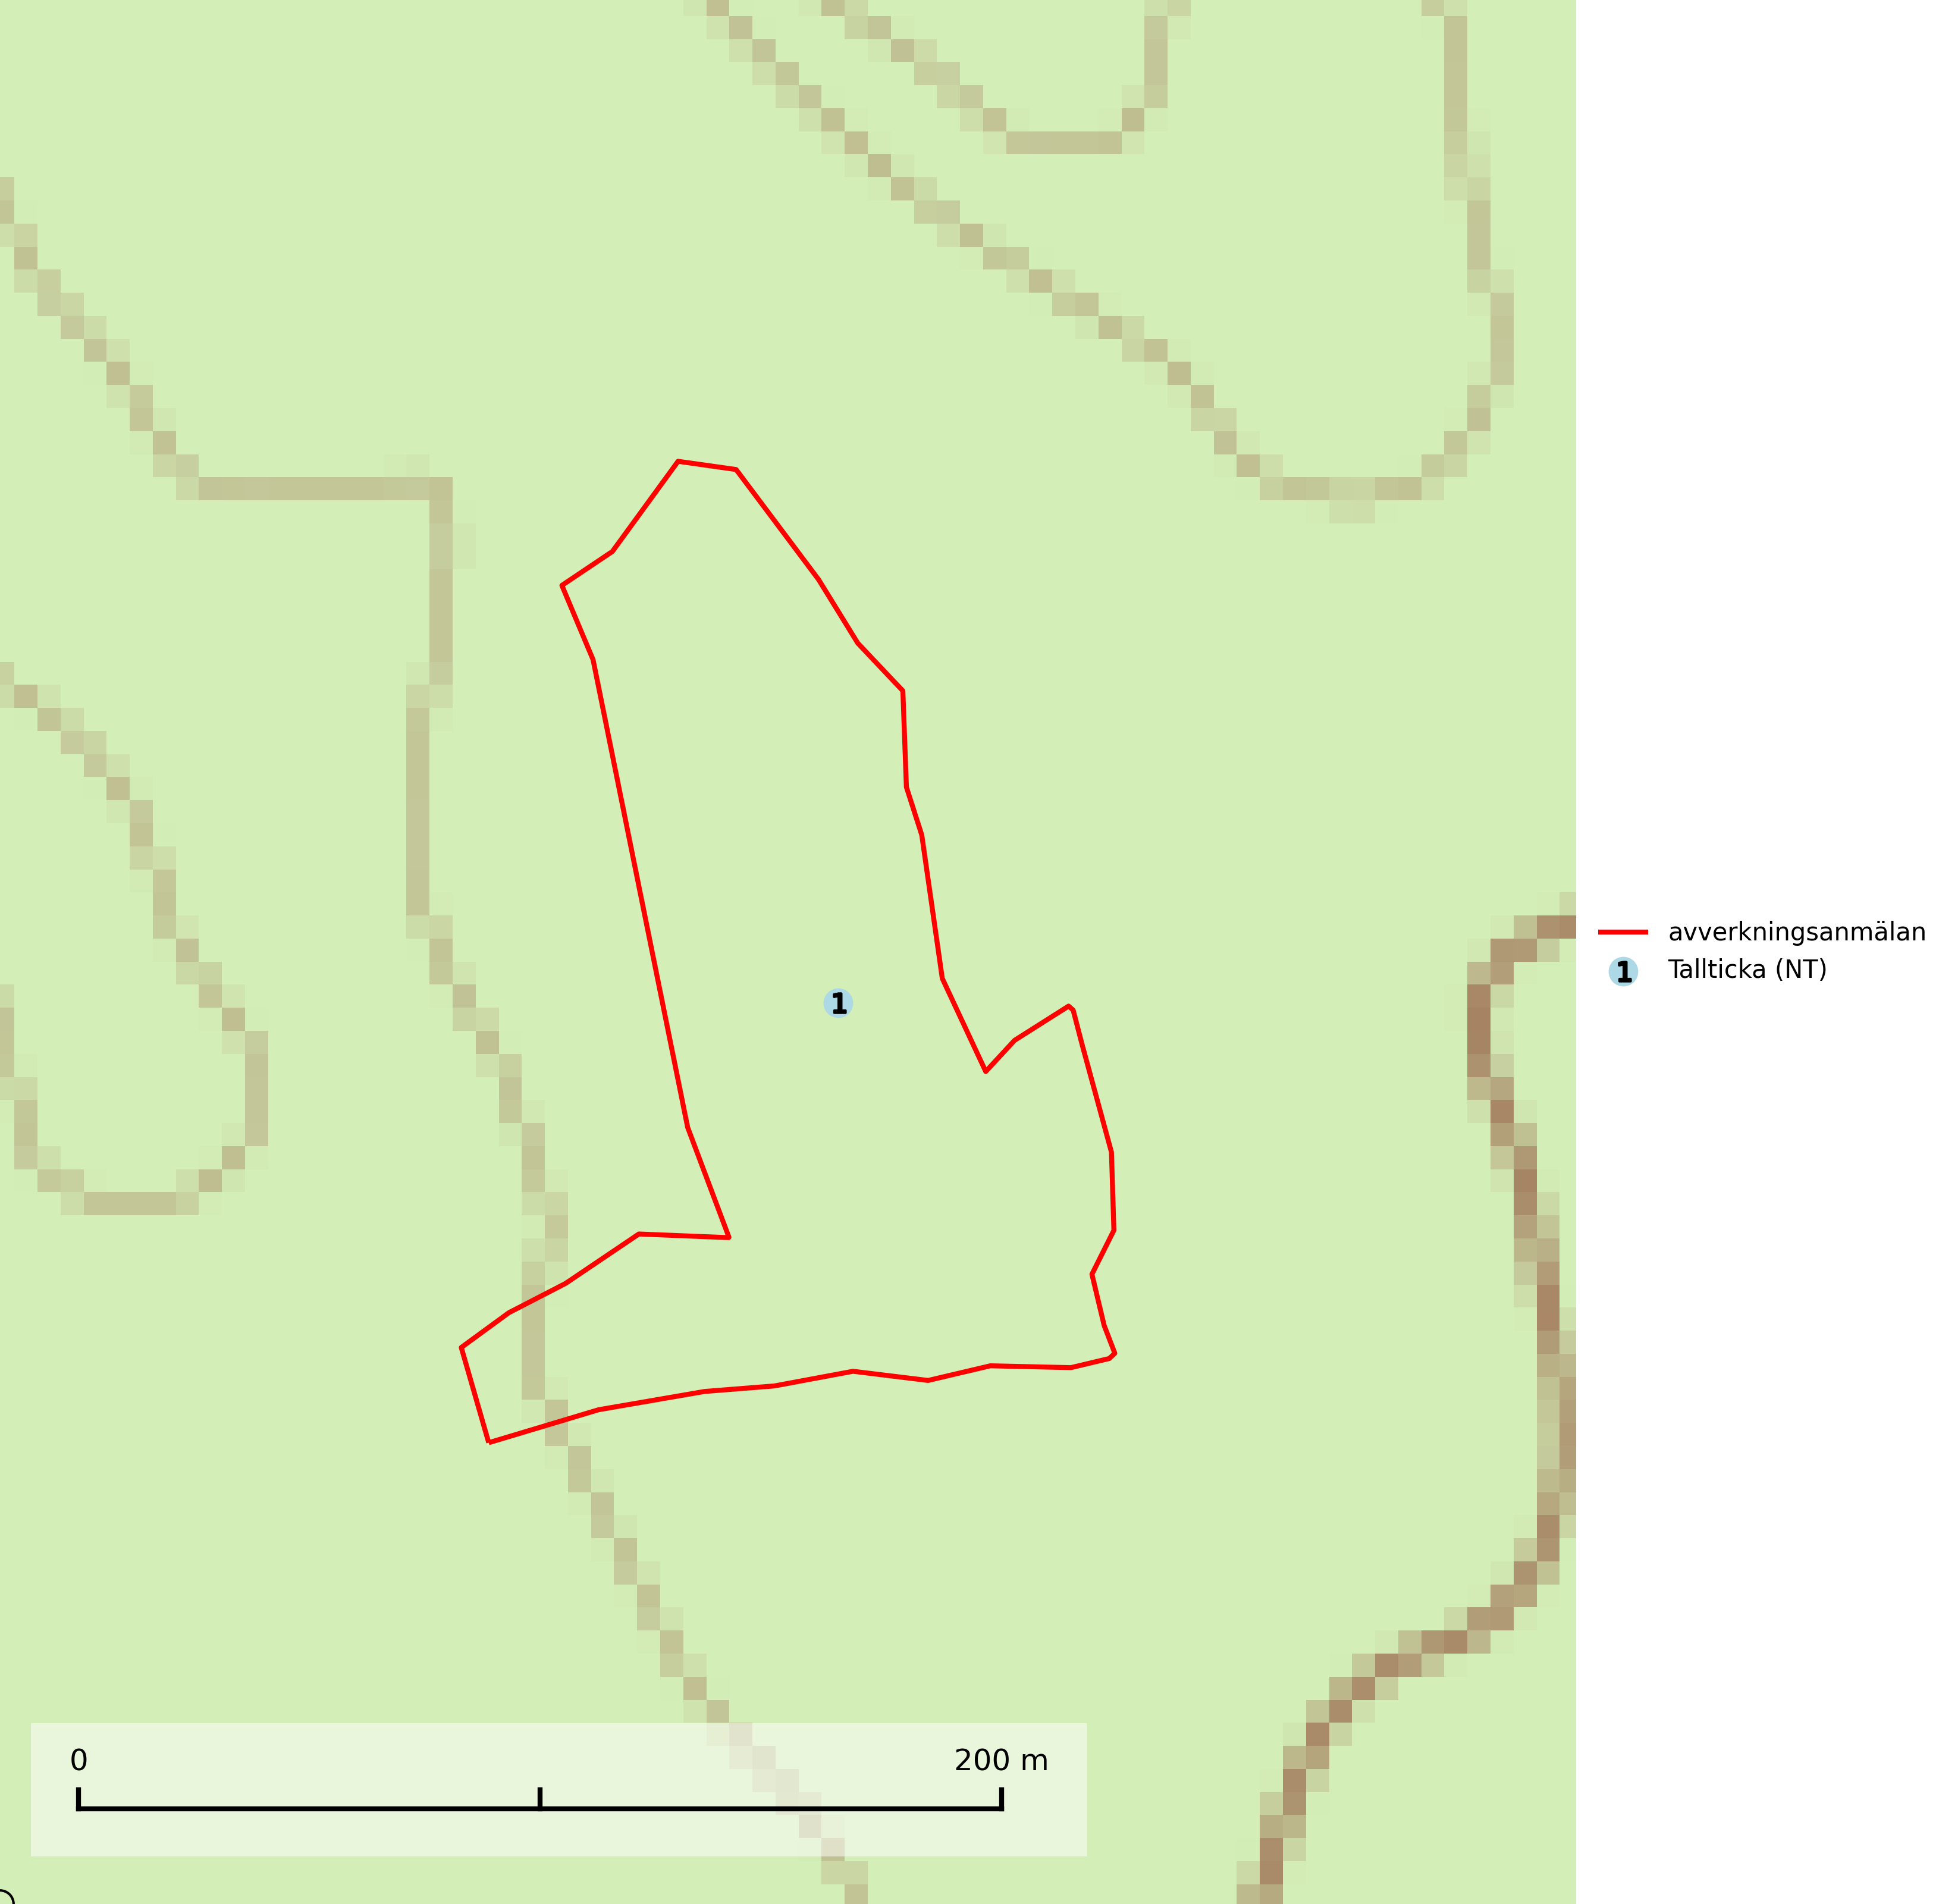 1
avverkningsanmälan
1 Tallticka (NT)
0 200 m